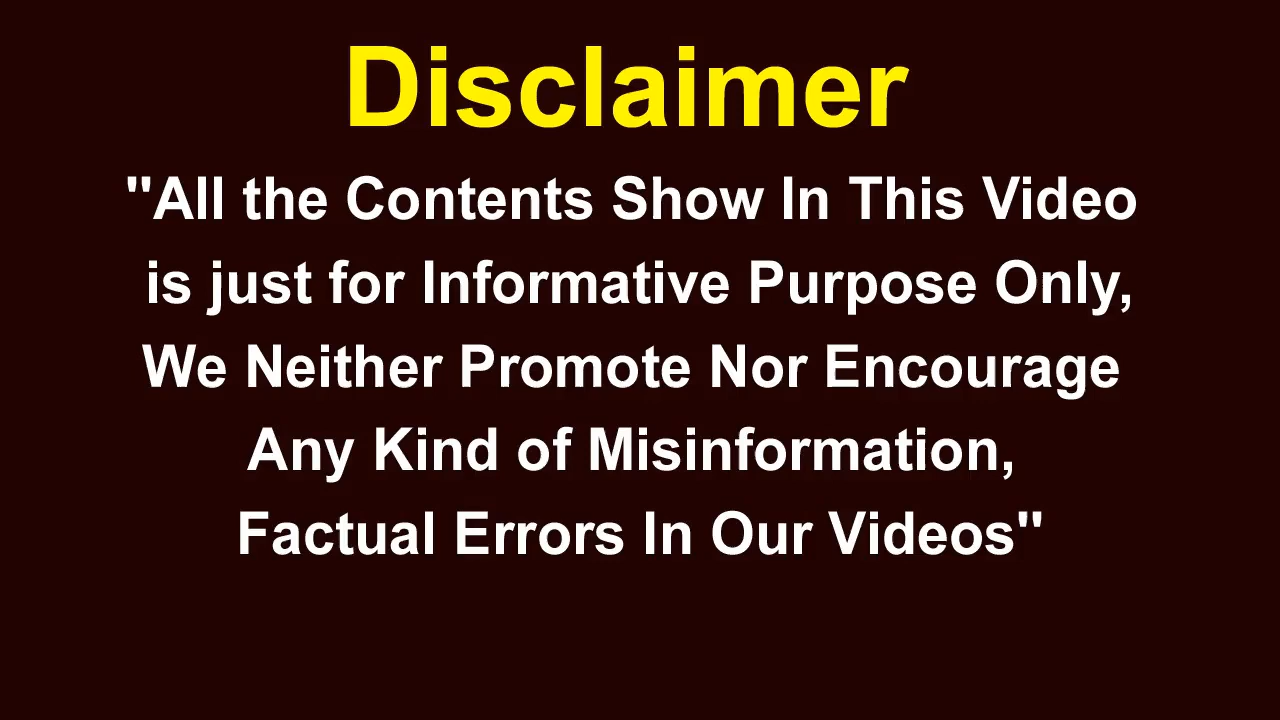 Disclaimer
"All the Contents Show In This Video
is just for Informative Purpose Only,
We Neither Promote Nor Encourage
Any Kind of Misinformation,
Factual Errors In Our Videos"